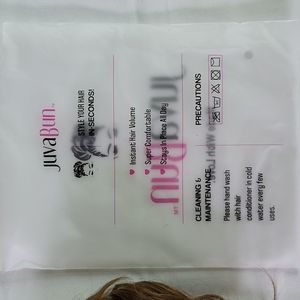 JuvaBun™
STYLE YOUR HAIR
IN SECONDS!
Instant Hair Volume
Super Comfortable
Stays In Place All Day
CLEANING &
MAINTENANCE
Please hand wash
with hair
conditioner in cold
water every few
uses.
PRECAUTIONS